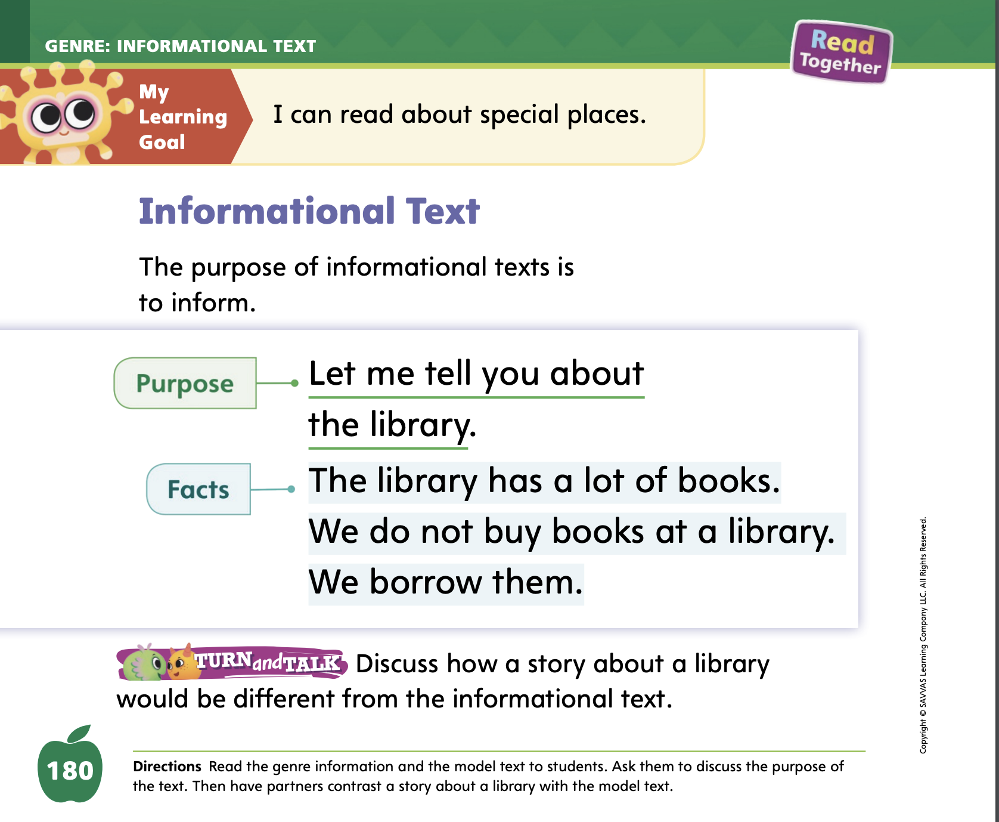 GENRE: INFORMATIONAL TEXT
Read
Together
My
Learning
Goal
I can read about special places.
Informational Text
The purpose of informational texts is
to inform.
Purpose
Let me tell you about
the library.
Facts
The library has a lot of books.
We do not buy books at a library.
We borrow them.
TURN and TALK Discuss how a story about a library
would be different from the informational text.
180
Directions Read the genre information and the model text to students. Ask them to discuss the purpose of
the text. Then have partners contrast a story about a library with the model text.
Copyright © SAVVAS Learning Company LLC. All Rights Reserved.